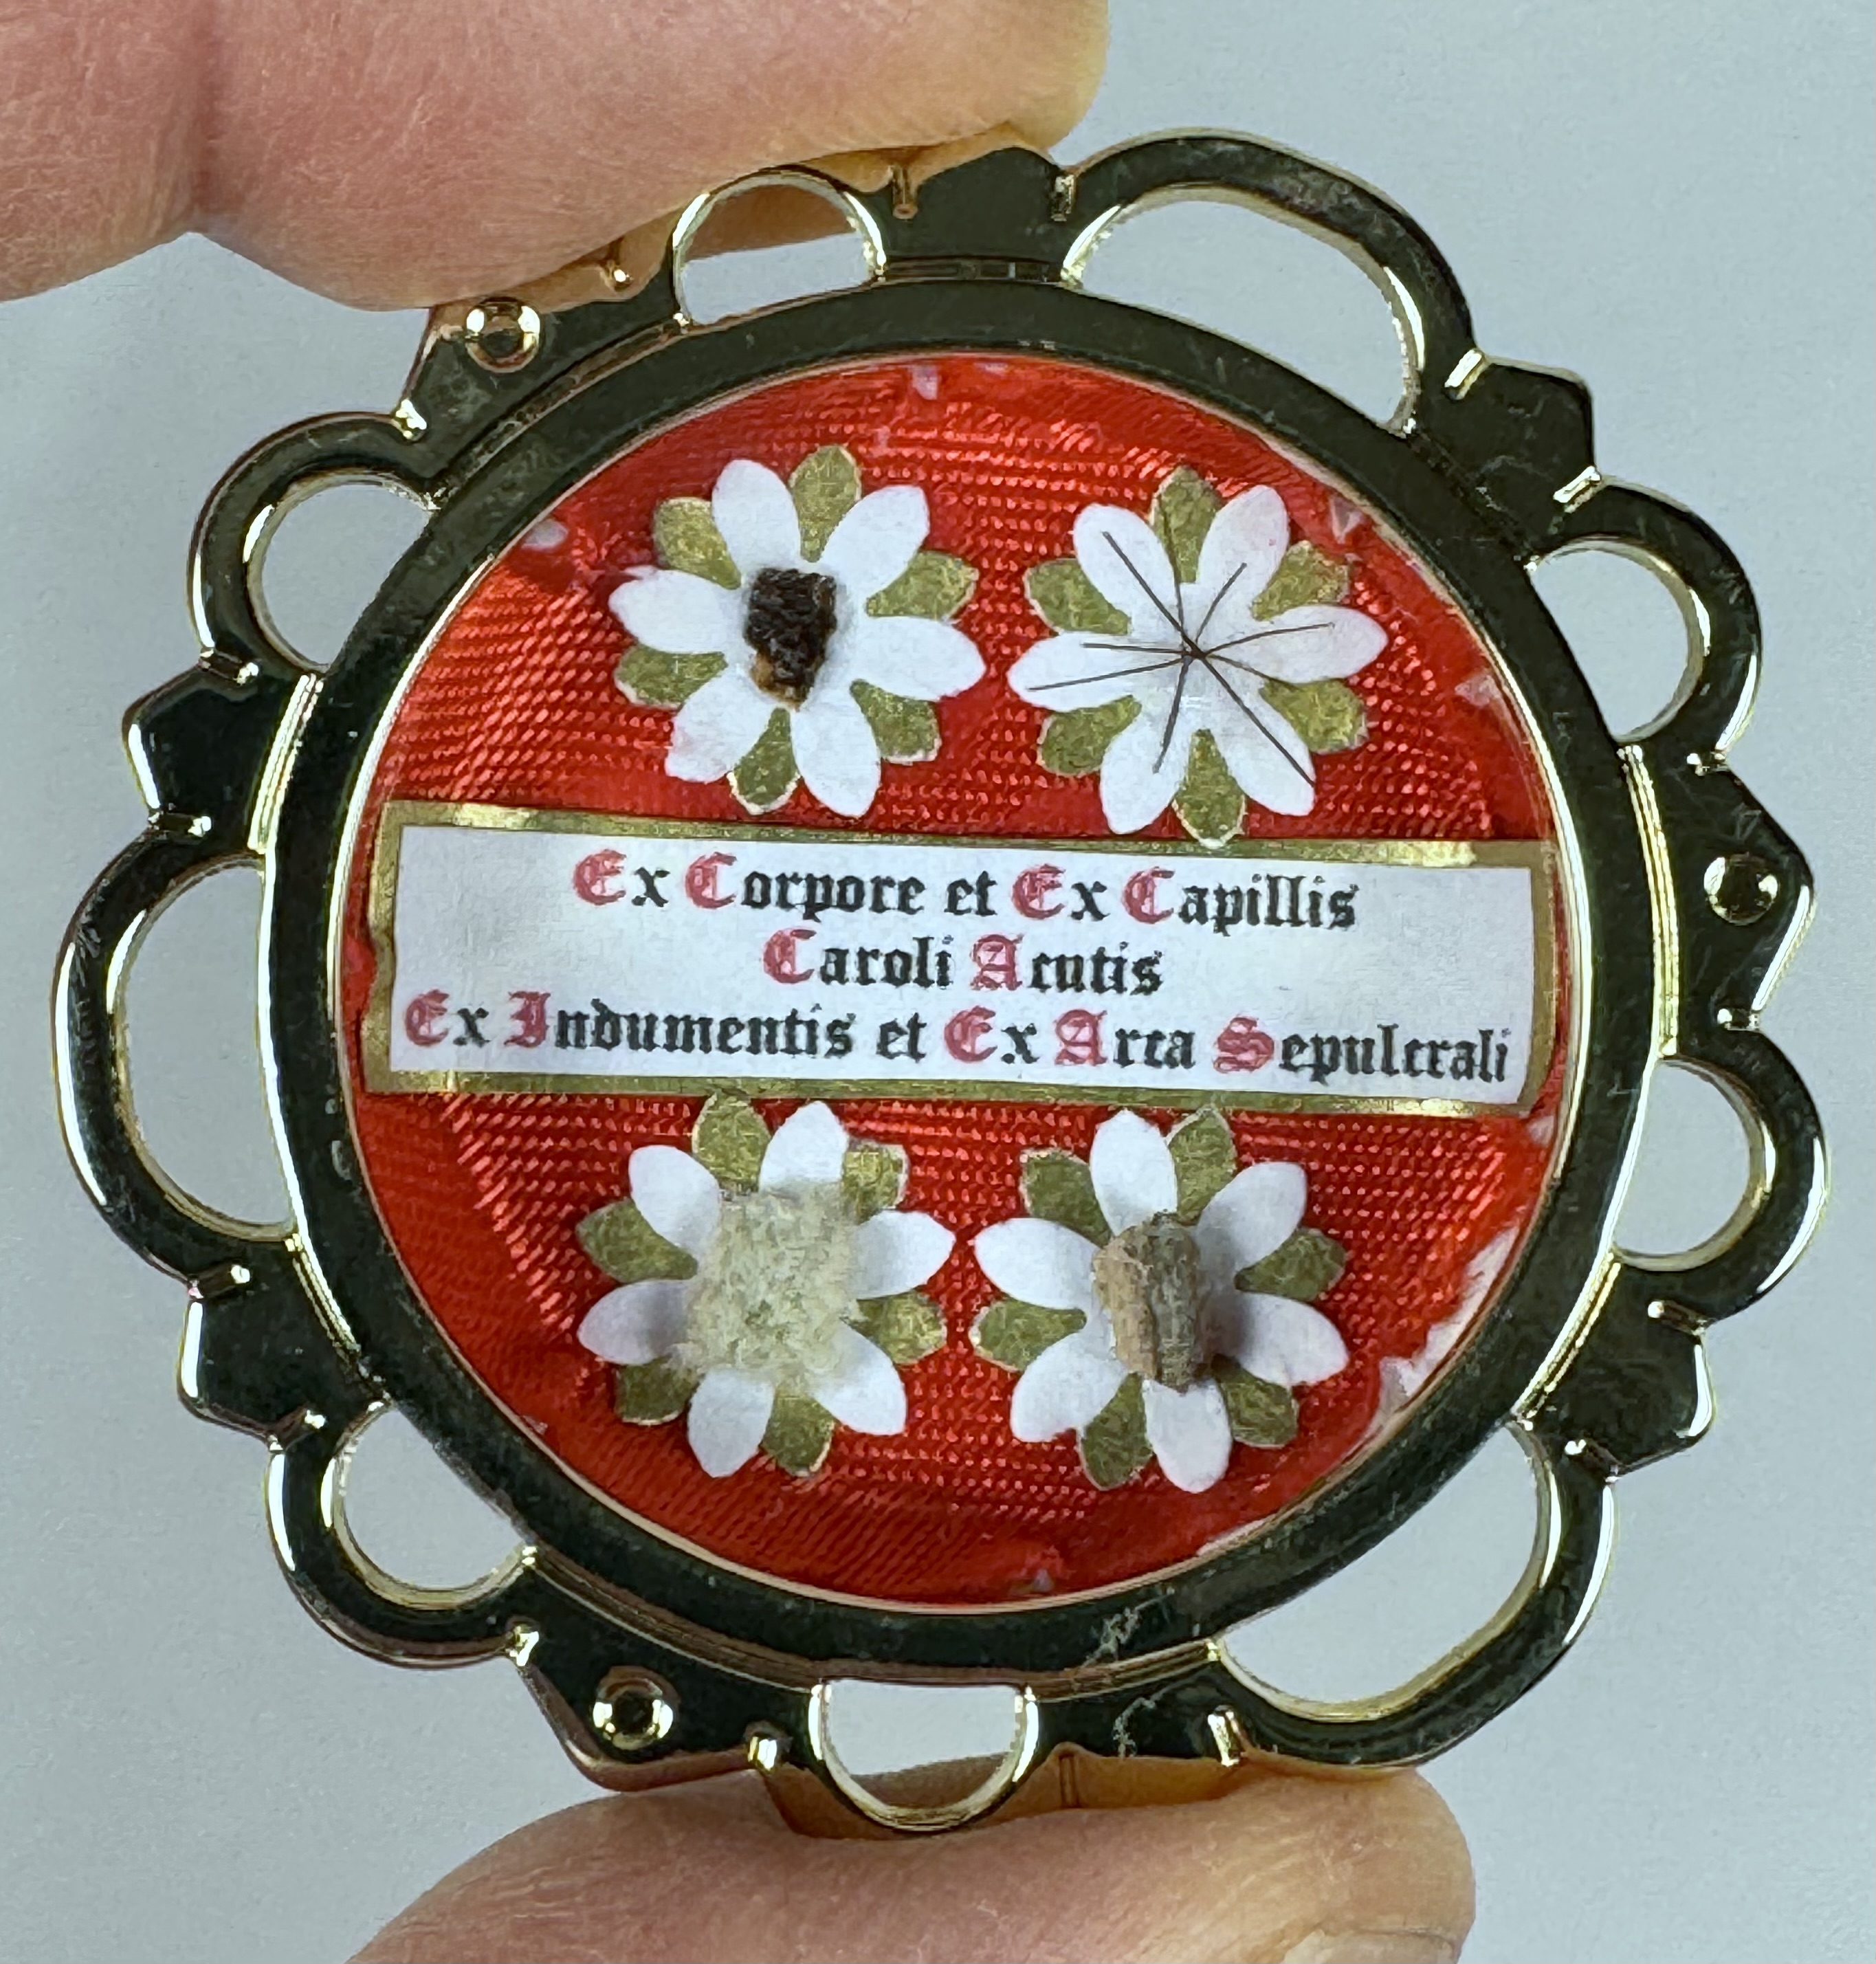 Ex Corpore et Ex Capillis
Caroli Acutis
Ex Indumentis et Ex Arca Sepulcrali